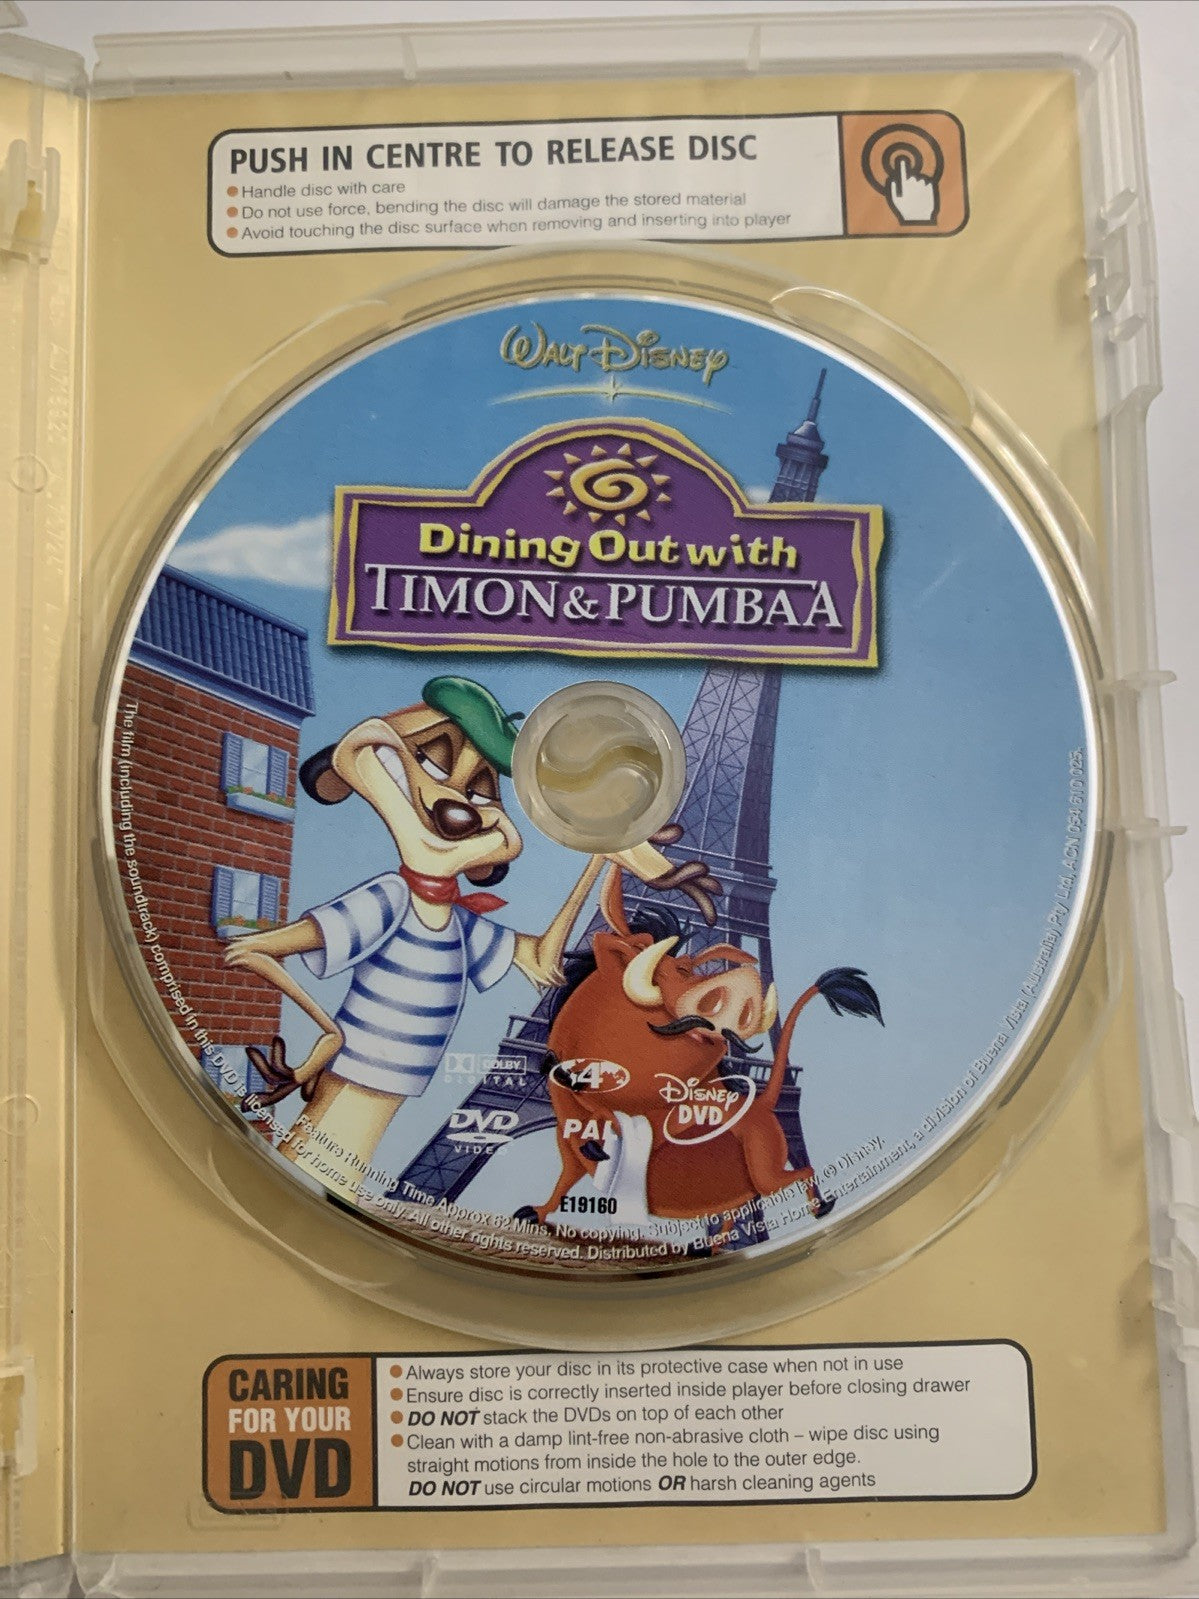 PUSH IN CENTRE TO RELEASE DISC
Handle disc with care
Do not use force, bending the disc will damage the stored material
Avoid touching the disc surface when removing and inserting into player
WALT DISNEY
Dining Out with
TIMON & PUMBAA
DOLBY
DIGITAL
4
DISNEY
DVD
DVD
VIDEO
PAL
E19160
Feature Running Time Approx 62 Mins. No copying. Subject to applicable law. © Disney.
The film (including the soundtrack) comprised in this DVD is licensed for home use only. All other rights reserved. Distributed by Buena Vista Home Entertainment, a division of Buena Vista (Australia) Pty Ltd, ACN 054 610 025.
CARING
FOR YOUR
DVD
Always store your disc in its protective case when not in use
Ensure disc is correctly inserted inside player before closing drawer
DO NOT stack the DVDs on top of each other
Clean with a damp lint-free non-abrasive cloth – wipe disc using
straight motions from inside the hole to the outer edge.
DO NOT use circular motions OR harsh cleaning agents